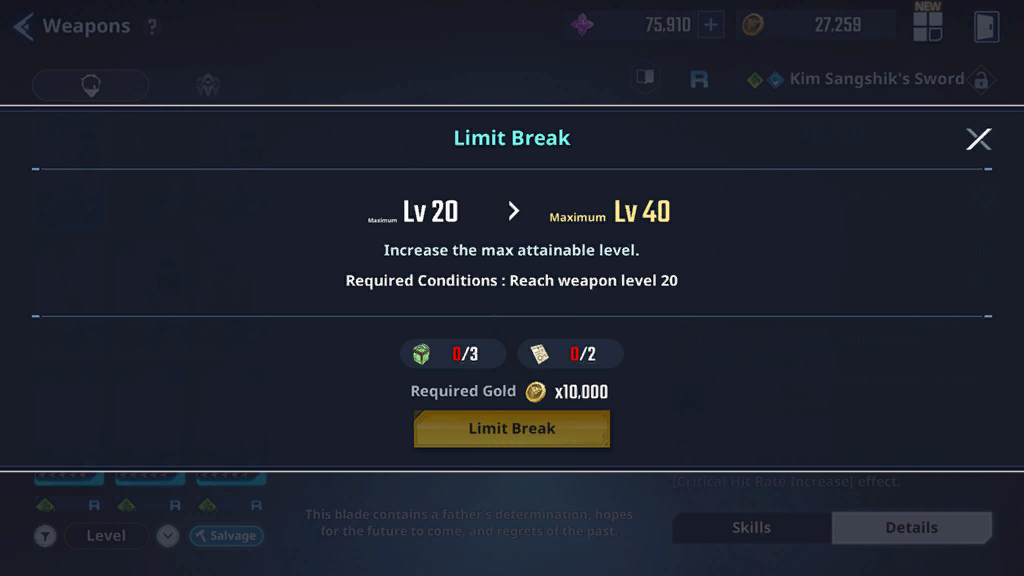 Weapons ?
75,910 +
27,259
NEW
R
Kim Sangshik's Sword
Limit Break
Maximum Lv 20 > Maximum Lv 40
Increase the max attainable level.
Required Conditions : Reach weapon level 20
0/3
0/2
Required Gold x10,000
Limit Break
R R R
Level
Salvage
This blade contains a father's determination, hopes
for the future to come, and regrets of the past.
[Critical Hit Rate Increase] effect.
Skills
Details